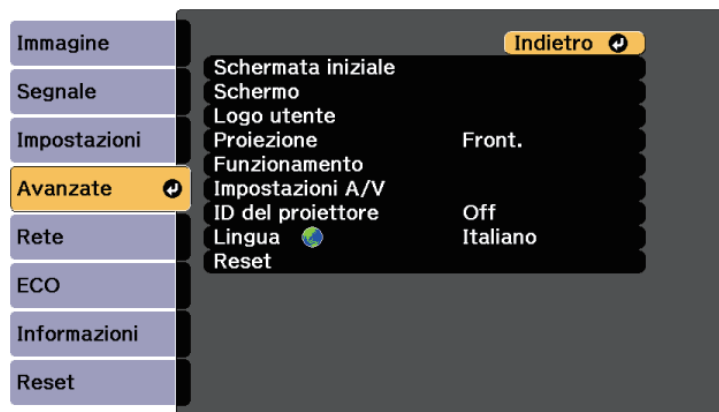 Immagine
Segnale
Impostazioni
Avanzate
Rete
ECO
Informazioni
Reset
Indietro
Schermata iniziale
Schermo
Logo utente
Proiezione Front.
Funzionamento
Impostazioni A/V
ID del proiettore Off
Lingua Italiano
Reset